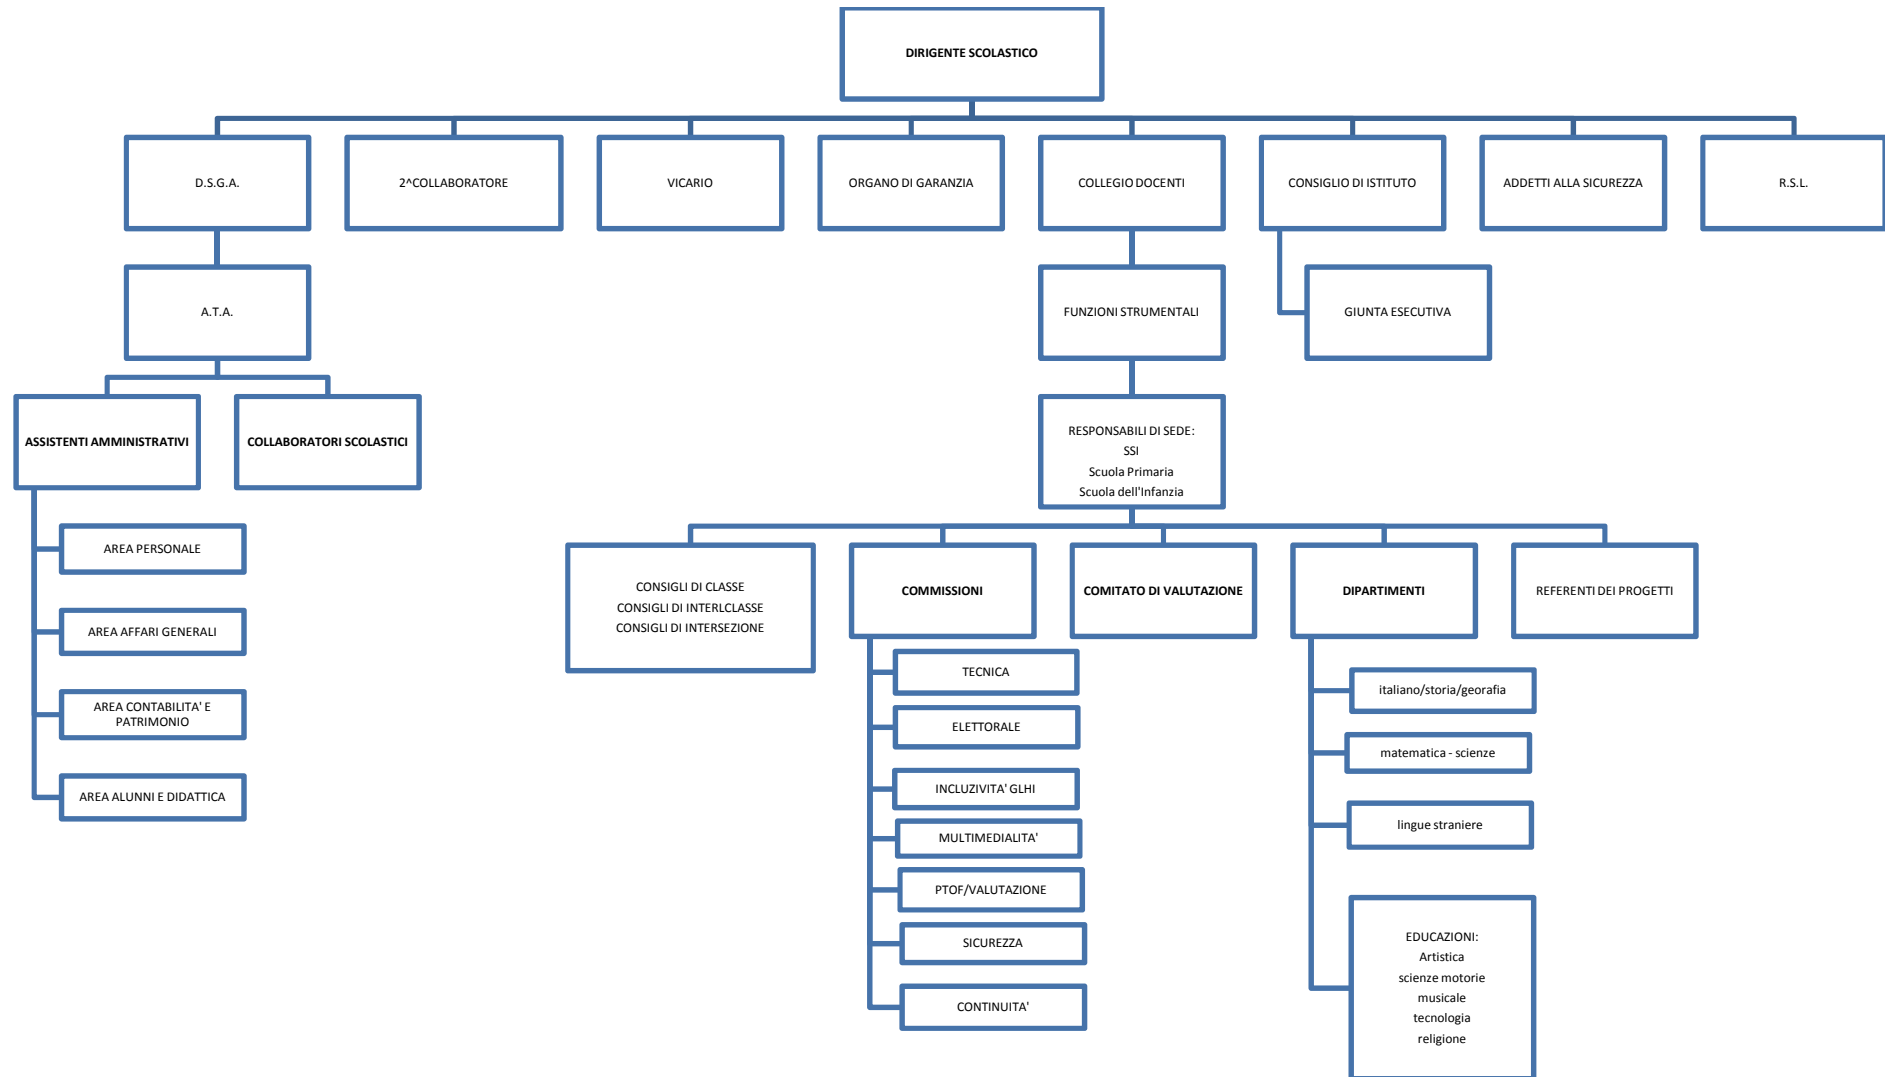 DIRIGENTE SCOLASTICO
D.S.G.A.
2^COLLABORATORE
VICARIO
ORGANO DI GARANZIA
COLLEGIO DOCENTI
CONSIGLIO DI ISTITUTO
ADDETTI ALLA SICUREZZA
R.S.L.
A.T.A.
FUNZIONI STRUMENTALI
GIUNTA ESECUTIVA
ASSISTENTI AMMINISTRATIVI
COLLABORATORI SCOLASTICI
RESPONSABILI DI SEDE:
SSI
Scuola Primaria
Scuola dell'Infanzia
AREA PERSONALE
AREA AFFARI GENERALI
AREA CONTABILITA' E
PATRIMONIO
AREA ALUNNI E DIDATTICA
CONSIGLI DI CLASSE
CONSIGLI DI INTERLCLASSE
CONSIGLI DI INTERSEZIONE
COMMISSIONI
COMITATO DI VALUTAZIONE
DIPARTIMENTI
REFERENTI DEI PROGETTI
TECNICA
ELETTORALE
INCLUZIVITA' GLHI
MULTIMEDIALITA'
PTOF/VALUTAZIONE
SICUREZZA
CONTINUITA'
italiano/storia/georafia
matematica - scienze
lingue straniere
EDUCAZIONI:
Artistica
scienze motorie
musicale
tecnologia
religione